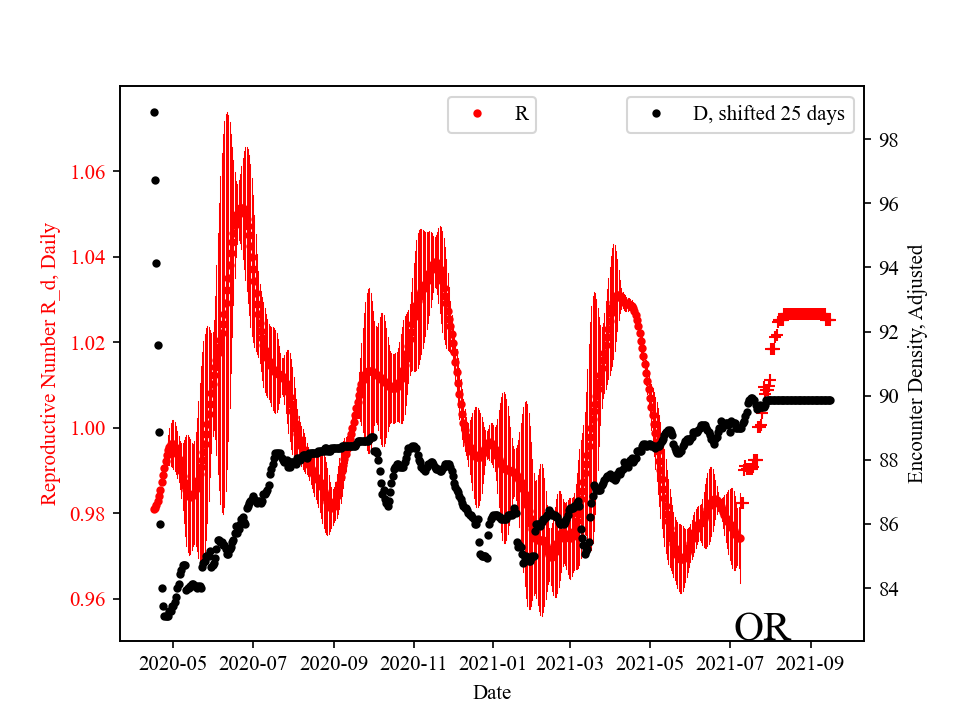 R
D, shifted 25 days
Reproductive Number R_d, Daily
1.06
1.04
1.02
1.00
0.98
0.96
98
96
94
92
90
88
86
84
Encounter Density, Adjusted
OR
2020-05 2020-07 2020-09 2020-11 2021-01 2021-03 2021-05 2021-07 2021-09
Date